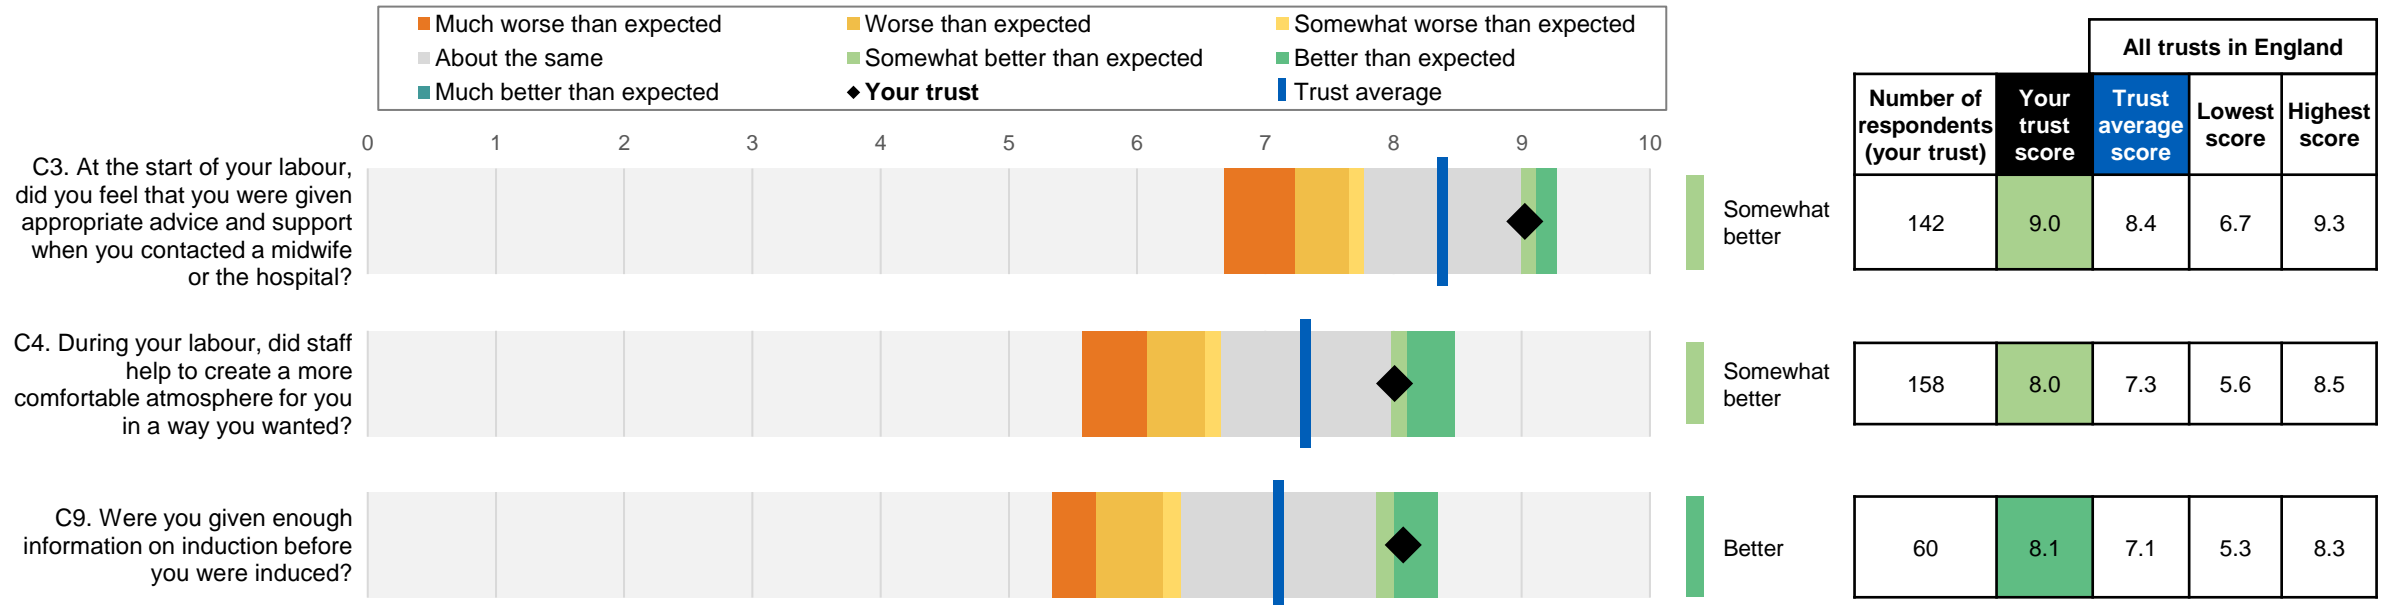 Much worse than expected
Worse than expected
Somewhat worse than expected
About the same
Somewhat better than expected
Better than expected
Much better than expected
Your trust
Trust average
All trusts in England
Number of
respondents
(your trust)
Your
trust
score
Trust
average
score
Lowest
score
Highest
score
0 1 2 3 4 5 6 7 8 9 10
C3. At the start of your labour,
did you feel that you were given
appropriate advice and support
when you contacted a midwife
or the hospital?
Somewhat
better
142 9.0 8.4 6.7 9.3
C4. During your labour, did staff
help to create a more
comfortable atmosphere for you
in a way you wanted?
Somewhat
better
158 8.0 7.3 5.6 8.5
C9. Were you given enough
information on induction before
you were induced?
Better
60 8.1 7.1 5.3 8.3